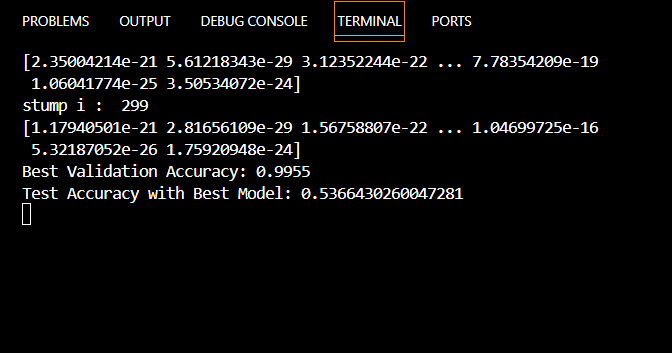 PROBLEMS OUTPUT DEBUG CONSOLE TERMINAL PORTS
[2.35004214e-21 5.61218343e-29 3.12352244e-22 ... 7.78354209e-19
1.06041774e-25 3.50534072e-24]
stump i :  299
[1.17940501e-21 2.81656109e-29 1.56758807e-22 ... 1.04699725e-16
5.32187052e-26 1.75920948e-24]
Best Validation Accuracy: 0.9955
Test Accuracy with Best Model: 0.5366430260047281